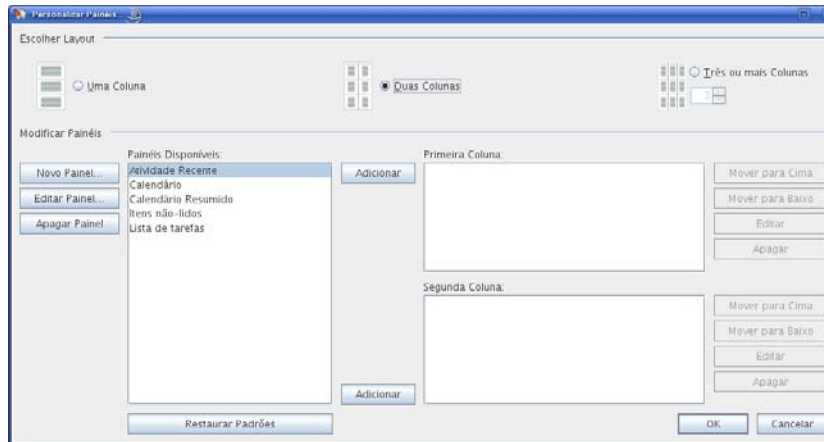 Personalizar Painéis...
Escolher Layout
Uma Coluna
Duas Colunas
Três ou mais Colunas
3
Modificar Painéis
Painéis Disponíveis:
Novo Painel...
Editar Painel...
Apagar Painel
Atividade Recente
Calendário
Calendário Resumido
Itens não-lidos
Lista de tarefas
Restaurar Padrões
Adicionar
Primeira Coluna:
Mover para Cima
Mover para Baixo
Editar
Apagar
Adicionar
Segunda Coluna:
Mover para Cima
Mover para Baixo
Editar
Apagar
OK
Cancelar